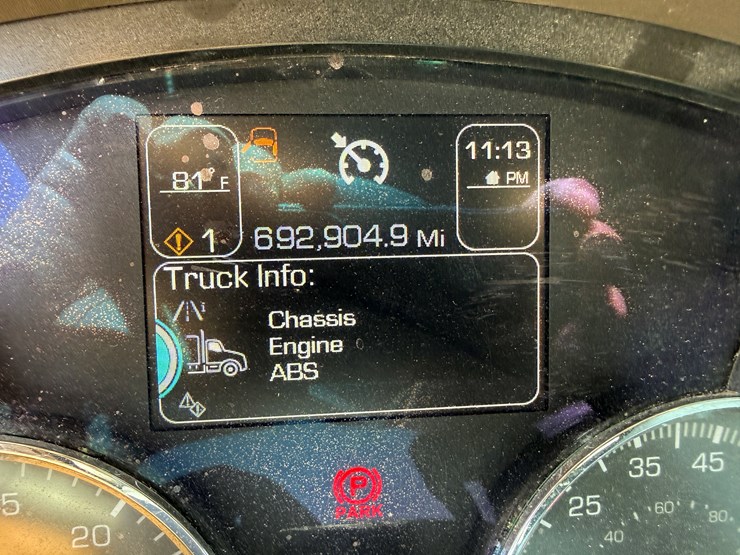 81° F
11:13
PM
1
692,904.9 Mi
Truck Info:
Chassis
Engine
ABS
P
PARK
5
20
25
35
45
40
60
80